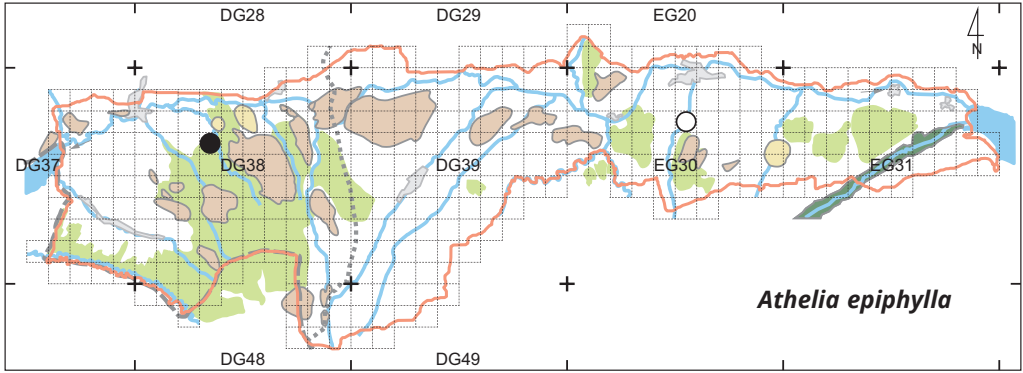 DG28 DG29 EG20
N
DG37 DG38 DG39 EG30 EG31
Athelia epiphylla
DG48 DG49